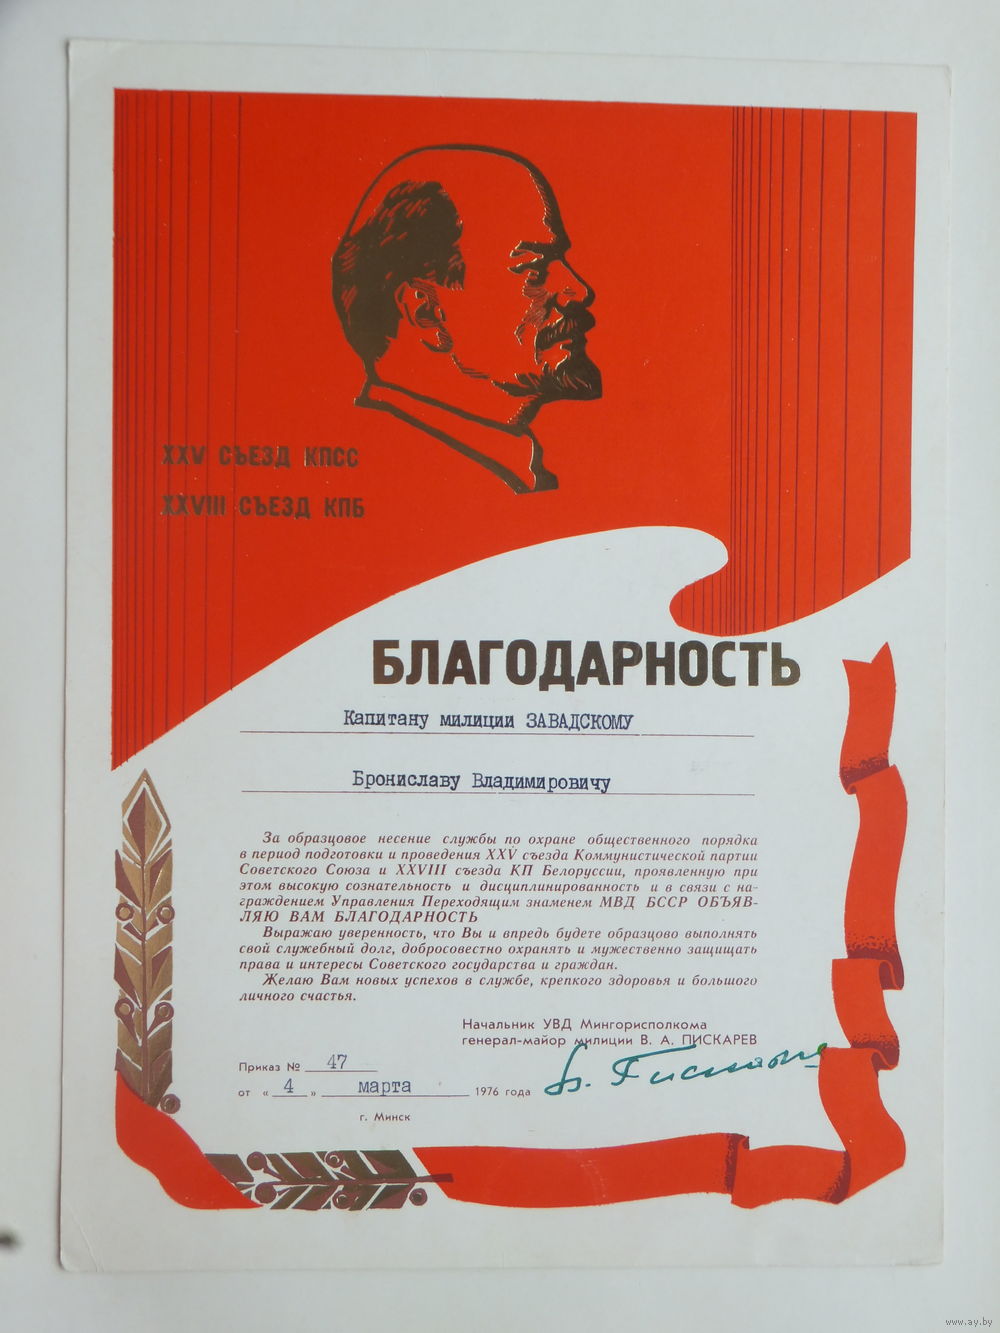 XXV СЪЕЗД КПСС
XXVIII СЪЕЗД КПБ
БЛАГОДАРНОСТЬ
Капитану милиции ЗАВАДСКОМУ
Брониславу Владимировичу
За образцовое несение службы по охране общественного порядка
в период подготовки и проведения XXV съезда Коммунистической партии
Советского Союза и XXVIII съезда КП Белоруссии, проявленную при
этом высокую сознательность и дисциплинированность и в связи с на-
граждением Управления Переходящим знаменем МВД БССР ОБЪЯВ-
ЛЯЮ ВАМ БЛАГОДАРНОСТЬ
Выражаю уверенность, что Вы и впредь будете образцово выполнять
свой служебный долг, добросовестно охранять и мужественно защищать
права и интересы Советского государства и граждан.
Желаю Вам новых успехов в службе, крепкого здоровья и большого
личного счастья.
Начальник УВД Мингорисполкома
генерал-майор милиции В. А. ПИСКАРЕВ
Приказ № 47
от « 4 » марта 1976 года
г. Минск
www.ay.by